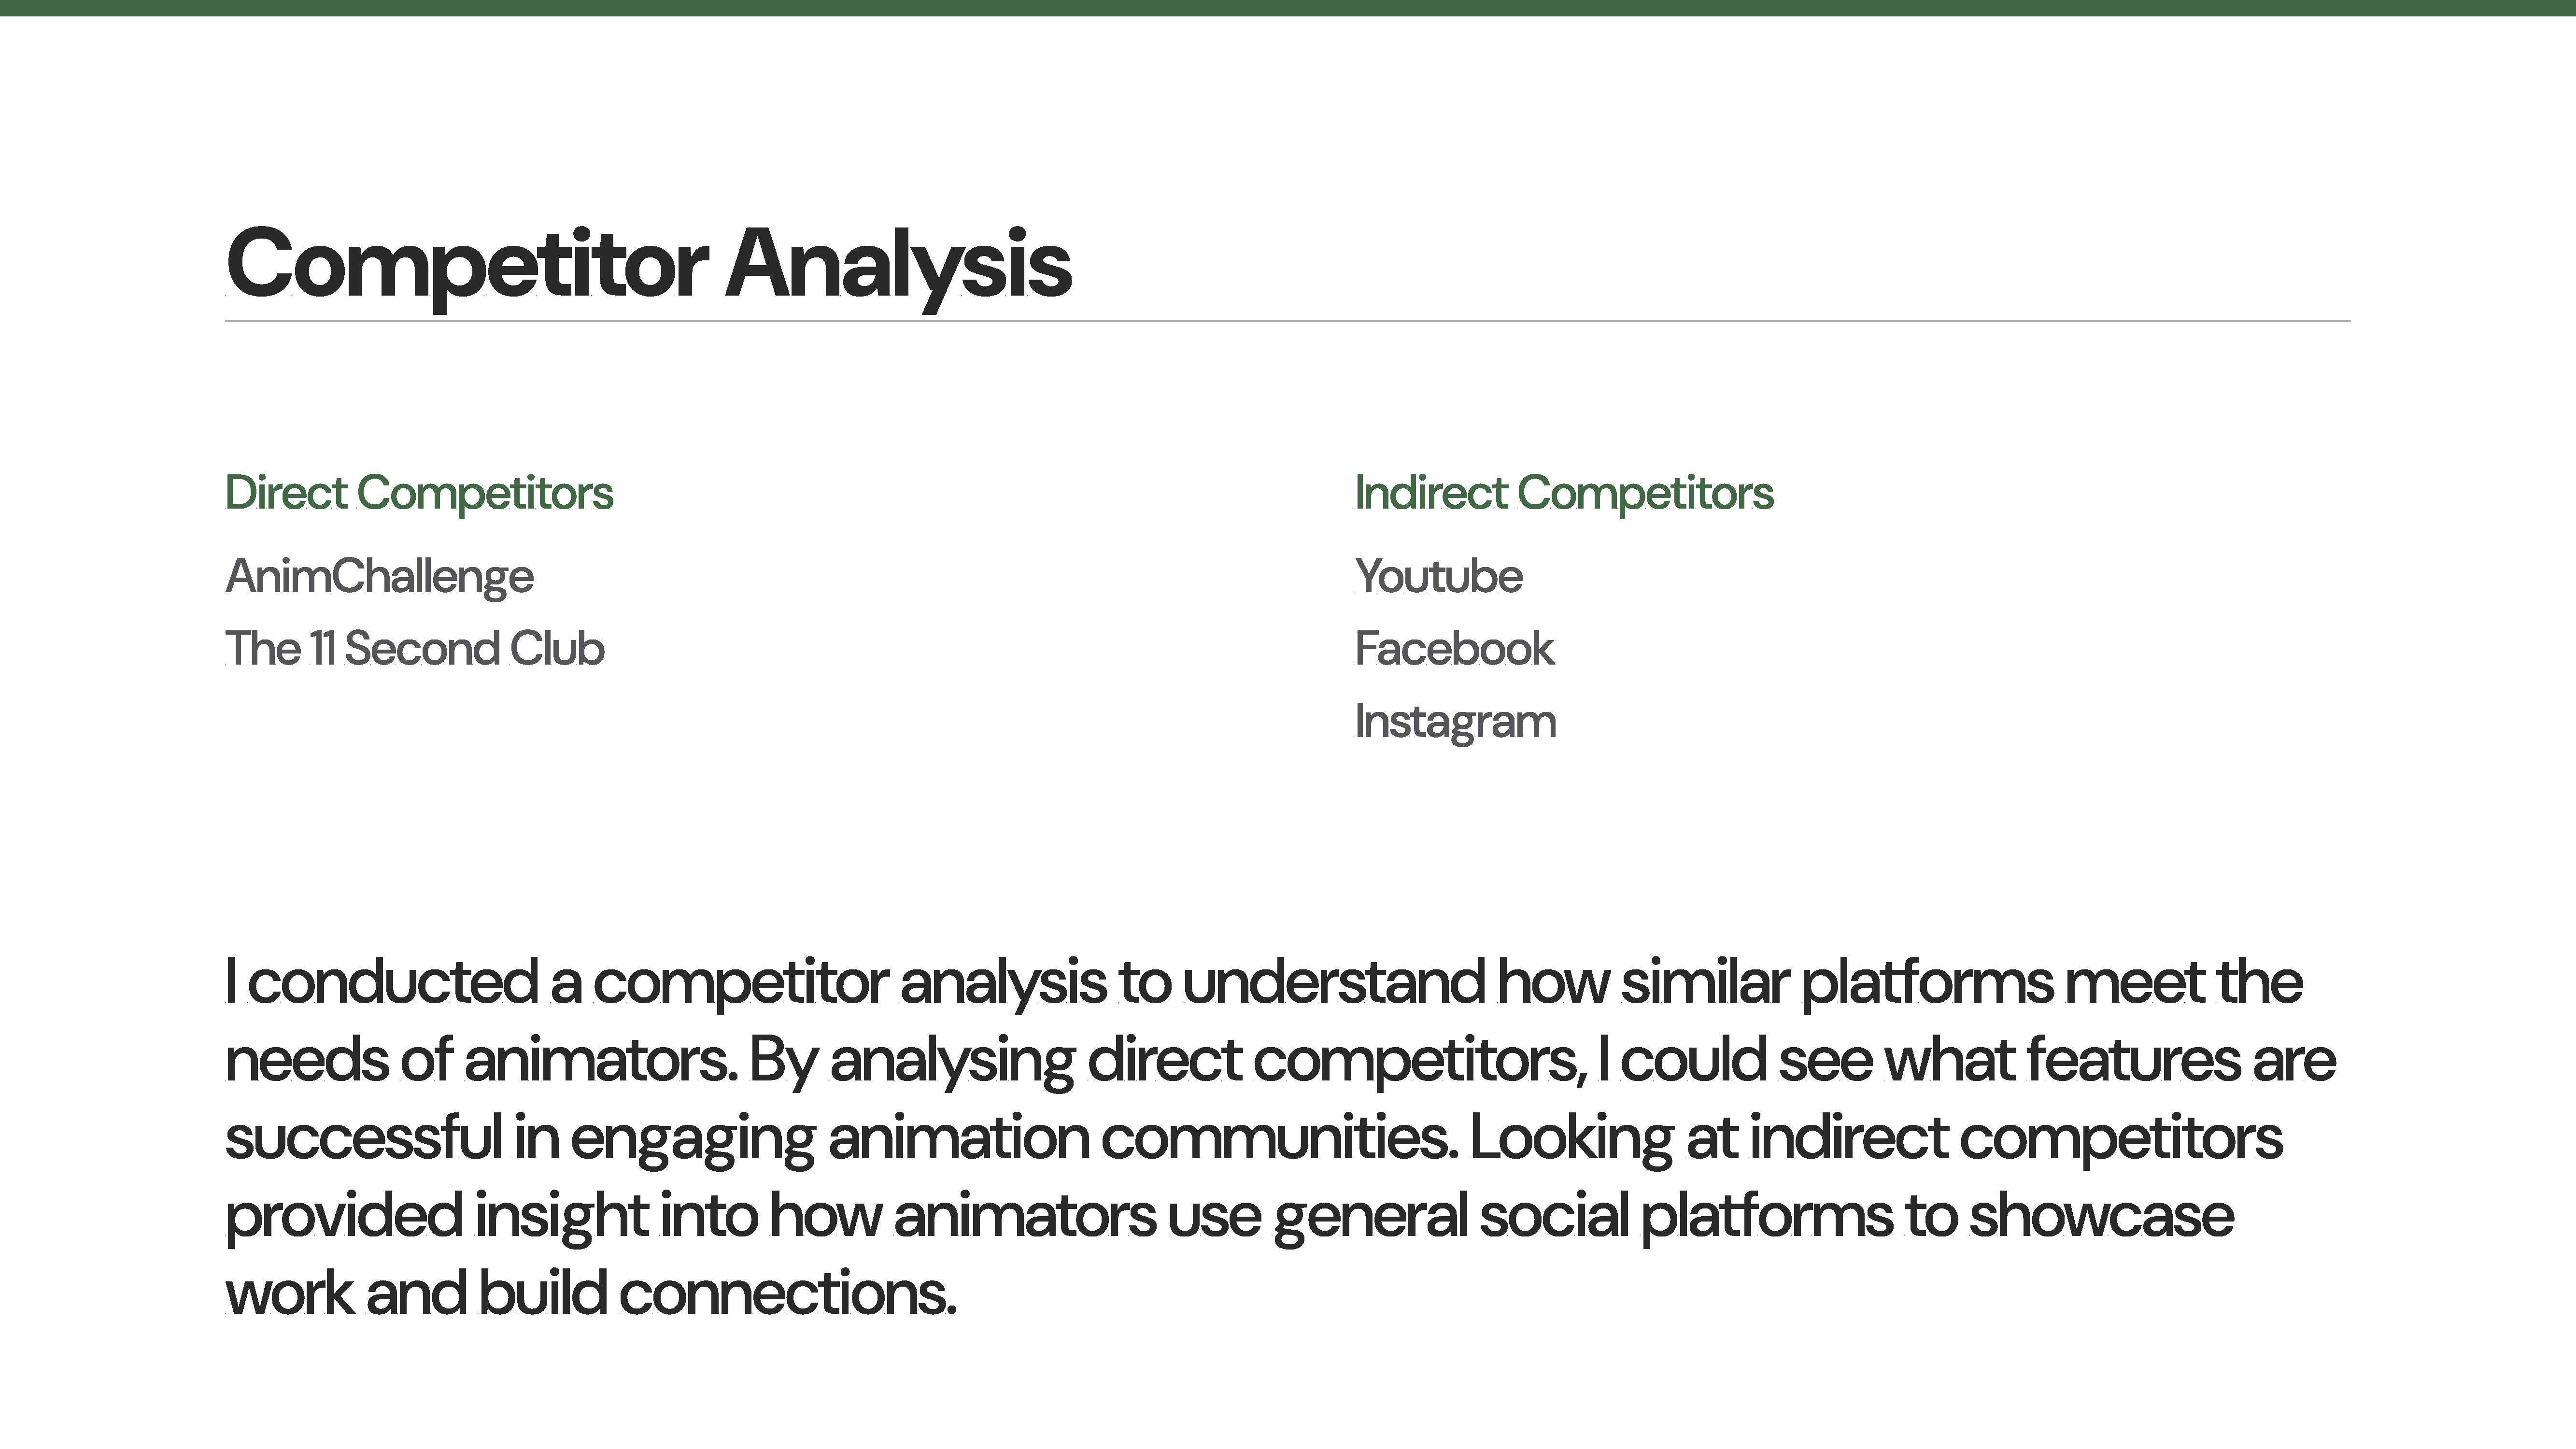 Competitor Analysis
Direct Competitors
AnimChallenge
The 11 Second Club
Indirect Competitors
Youtube
Facebook
Instagram
I conducted a competitor analysis to understand how similar platforms meet the
needs of animators. By analysing direct competitors, I could see what features are
successful in engaging animation communities. Looking at indirect competitors
provided insight into how animators use general social platforms to showcase
work and build connections.